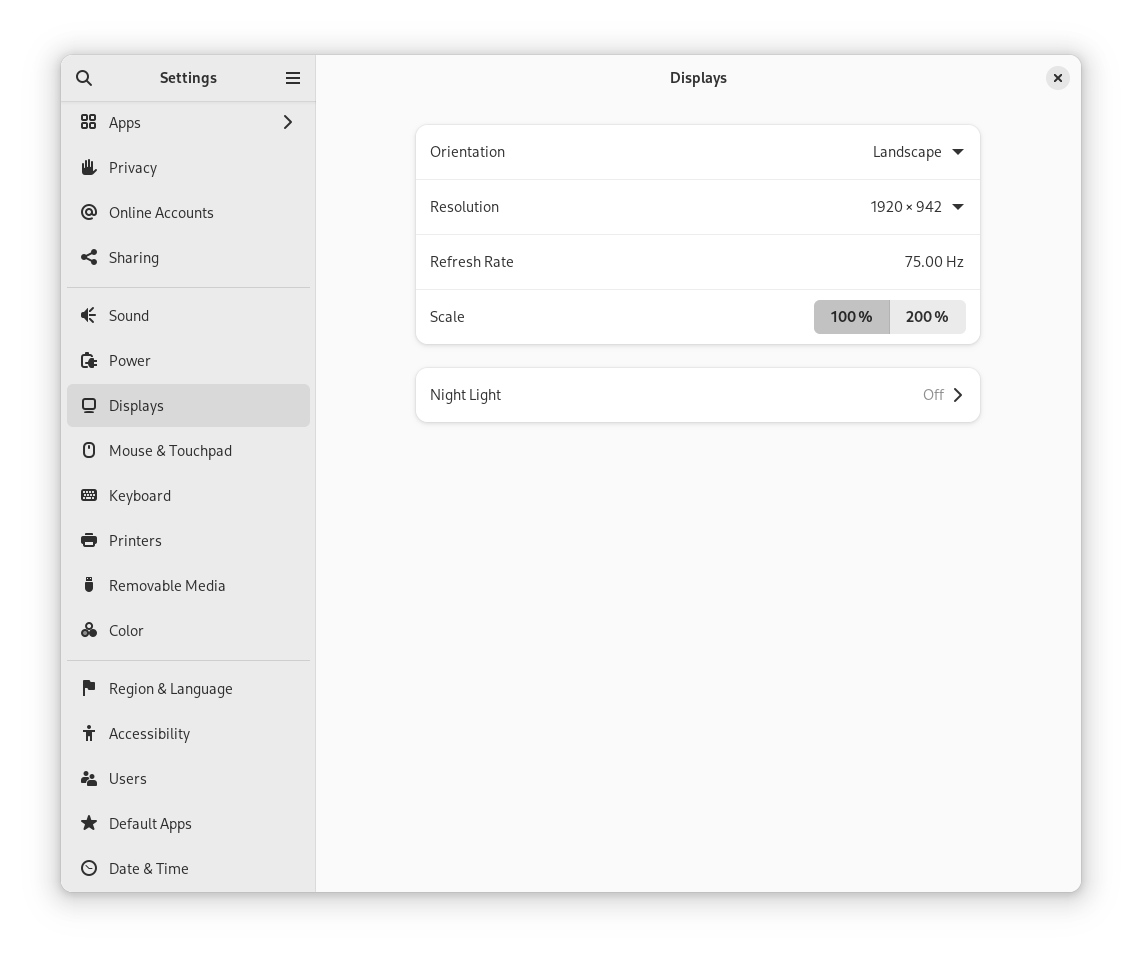 Settings
Apps
Privacy
Online Accounts
Sharing
Sound
Power
Displays
Mouse & Touchpad
Keyboard
Printers
Removable Media
Color
Region & Language
Accessibility
Users
Default Apps
Date & Time
Displays
Orientation Landscape
Resolution 1920 × 942
Refresh Rate 75.00 Hz
Scale 100 % 200 %
Night Light Off